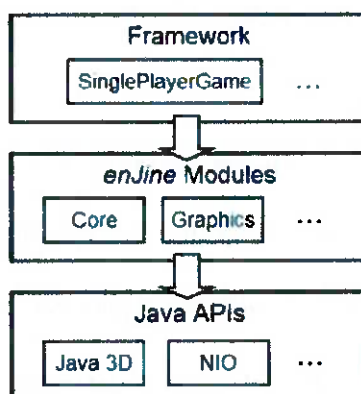 Framework
SinglePlayerGame ...
enJine Modules
Core Graphics ...
Java APIs
Java 3D NIO ...